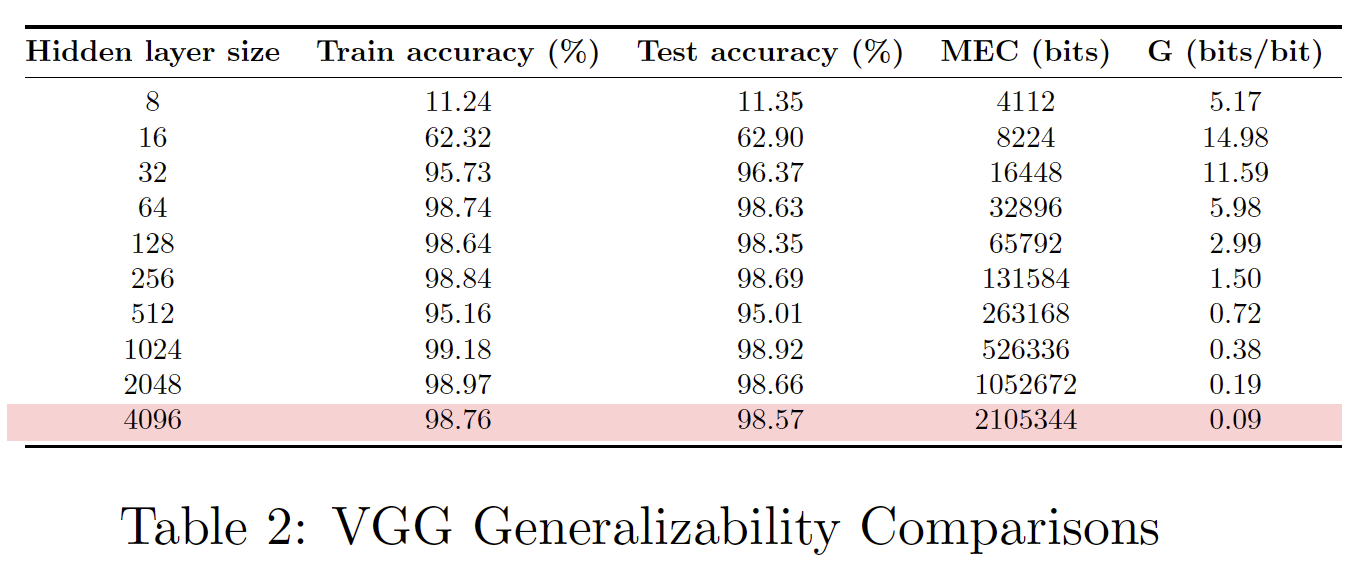 Hidden layer size Train accuracy (%) Test accuracy (%) MEC (bits) G (bits/bit)
8 11.24 11.35 4112 5.17
16 62.32 62.90 8224 14.98
32 95.73 96.37 16448 11.59
64 98.74 98.63 32896 5.98
128 98.64 98.35 65792 2.99
256 98.84 98.69 131584 1.50
512 95.16 95.01 263168 0.72
1024 99.18 98.92 526336 0.38
2048 98.97 98.66 1052672 0.19
4096 98.76 98.57 2105344 0.09
Table 2: VGG Generalizability Comparisons